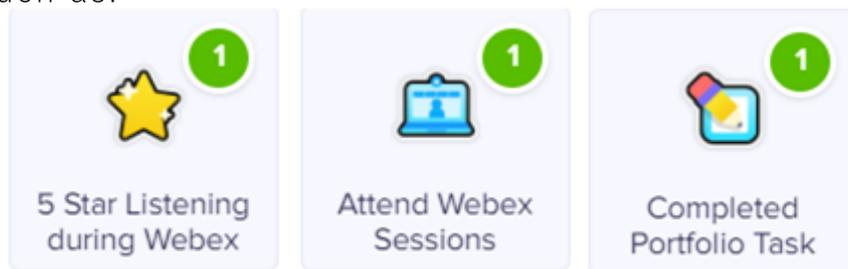 1
1
1
5 Star Listening
during Webex
Attend Webex
Sessions
Completed
Portfolio Task